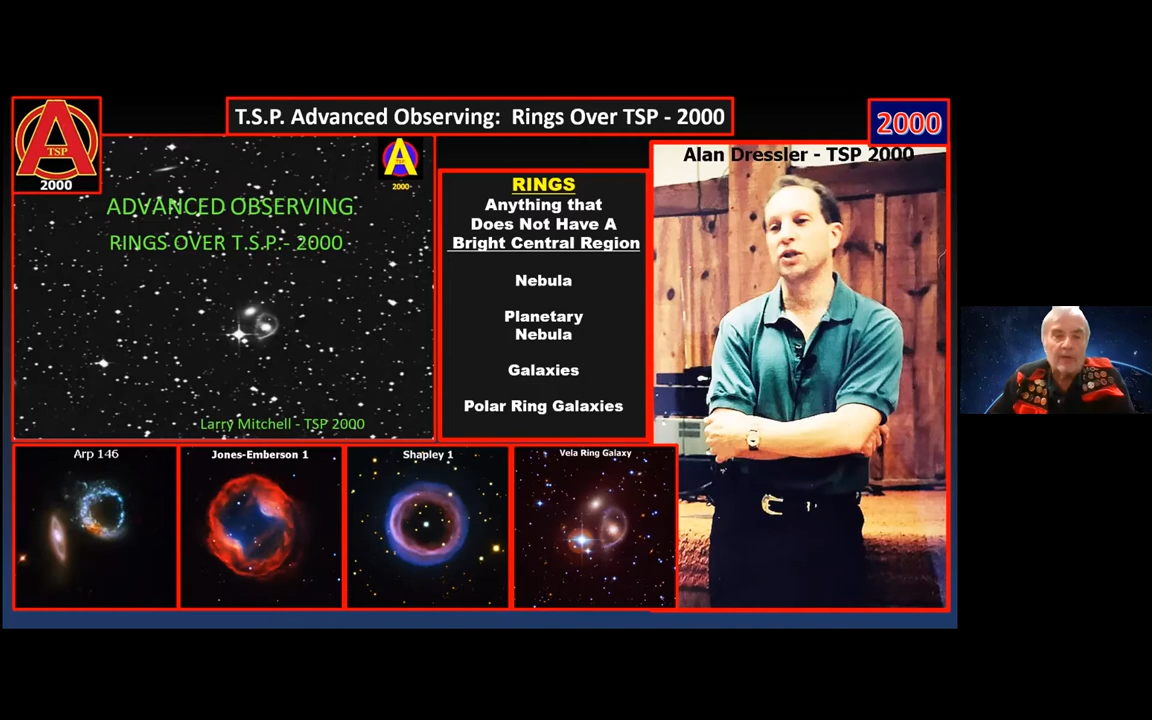 T.S.P. Advanced Observing: Rings Over TSP - 2000
2000
A
TSP
2000
A
TSP
2000
ADVANCED OBSERVING
RINGS OVER T.S.P. - 2000
Larry Mitchell - TSP 2000
RINGS
Anything that
Does Not Have A
Bright Central Region
Nebula
Planetary
Nebula
Galaxies
Polar Ring Galaxies
Alan Dressler - TSP 2000
Arp 146
Jones-Emberson 1
Shapley 1
Vela Ring Galaxy